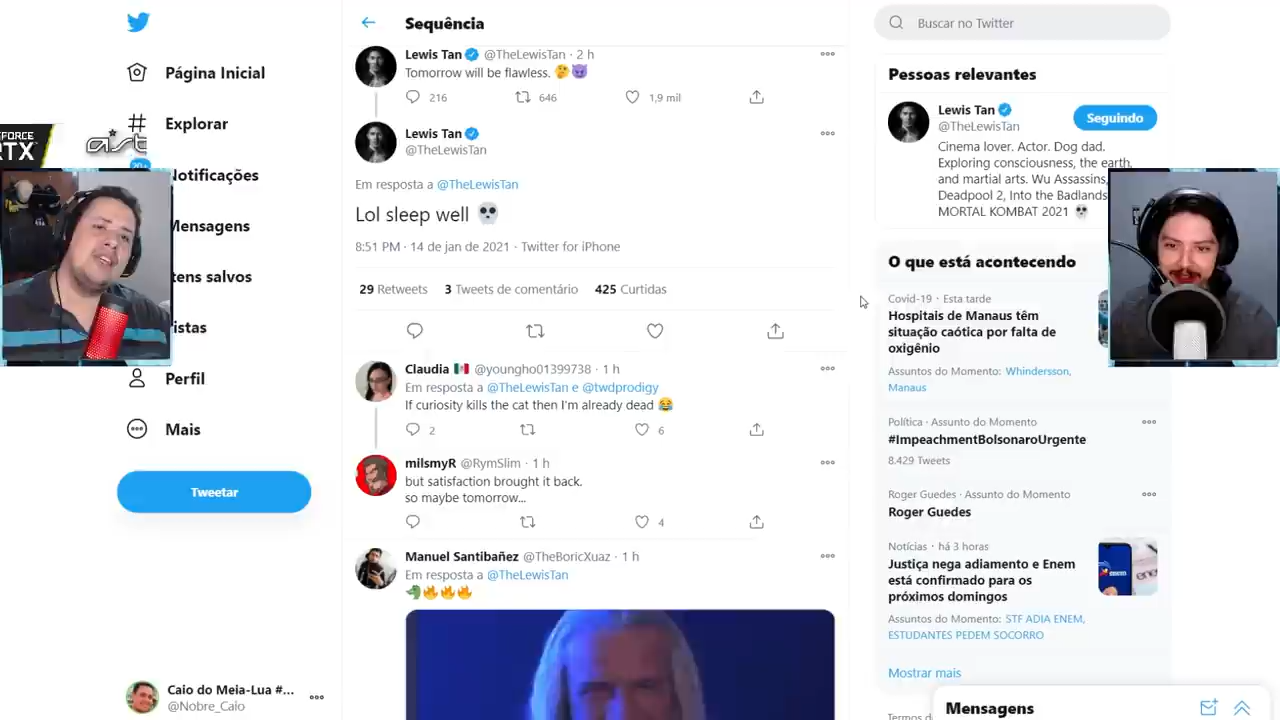 Página Inicial
Explorar
20+
Notificações
Mensagens
tens salvos
istas
Perfil
Mais
Tweetar
Caio do Meia-Lua #...
@Nobre_Caio
EFORCE
RTX
Sequência
Lewis Tan @TheLewisTan · 2 h
Tomorrow will be flawless. 🤔😈
216 646 1,9 mil
Lewis Tan
@TheLewisTan
Em resposta a @TheLewisTan
Lol sleep well 💀
8:51 PM · 14 de jan de 2021 · Twitter for iPhone
29 Retweets 3 Tweets de comentário 425 Curtidas
Claudia 🇲🇽 @youngho01399738 · 1 h
Em resposta a @TheLewisTan e @twdprodigy
If curiosity kills the cat then I'm already dead 😂
2 6
milsmyR @RymSlim · 1 h
but satisfaction brought it back.
so maybe tomorrow...
4
Manuel Santibañez @TheBoricXuaz · 1 h
Em resposta a @TheLewisTan
🐲🔥🔥🔥
Buscar no Twitter
Pessoas relevantes
Lewis Tan
@TheLewisTan
Seguindo
Cinema lover. Actor. Dog dad.
Exploring consciousness, the earth,
and martial arts. Wu Assassins,
Deadpool 2, Into the Badlands
MORTAL KOMBAT 2021 💀
O que está acontecendo
Covid-19 · Esta tarde
Hospitais de Manaus têm
situação caótica por falta de
oxigênio
Assuntos do Momento: Whindersson,
Manaus
Política · Assunto do Momento
#ImpeachmentBolsonaroUrgente
8.429 Tweets
Roger Guedes · Assunto do Momento
Roger Guedes
Notícias · há 3 horas
Justiça nega adiamento e Enem
está confirmado para os
próximos domingos
Assuntos do Momento: STF ADIA ENEM,
ESTUDANTES PEDEM SOCORRO
Mostrar mais
Mensagens